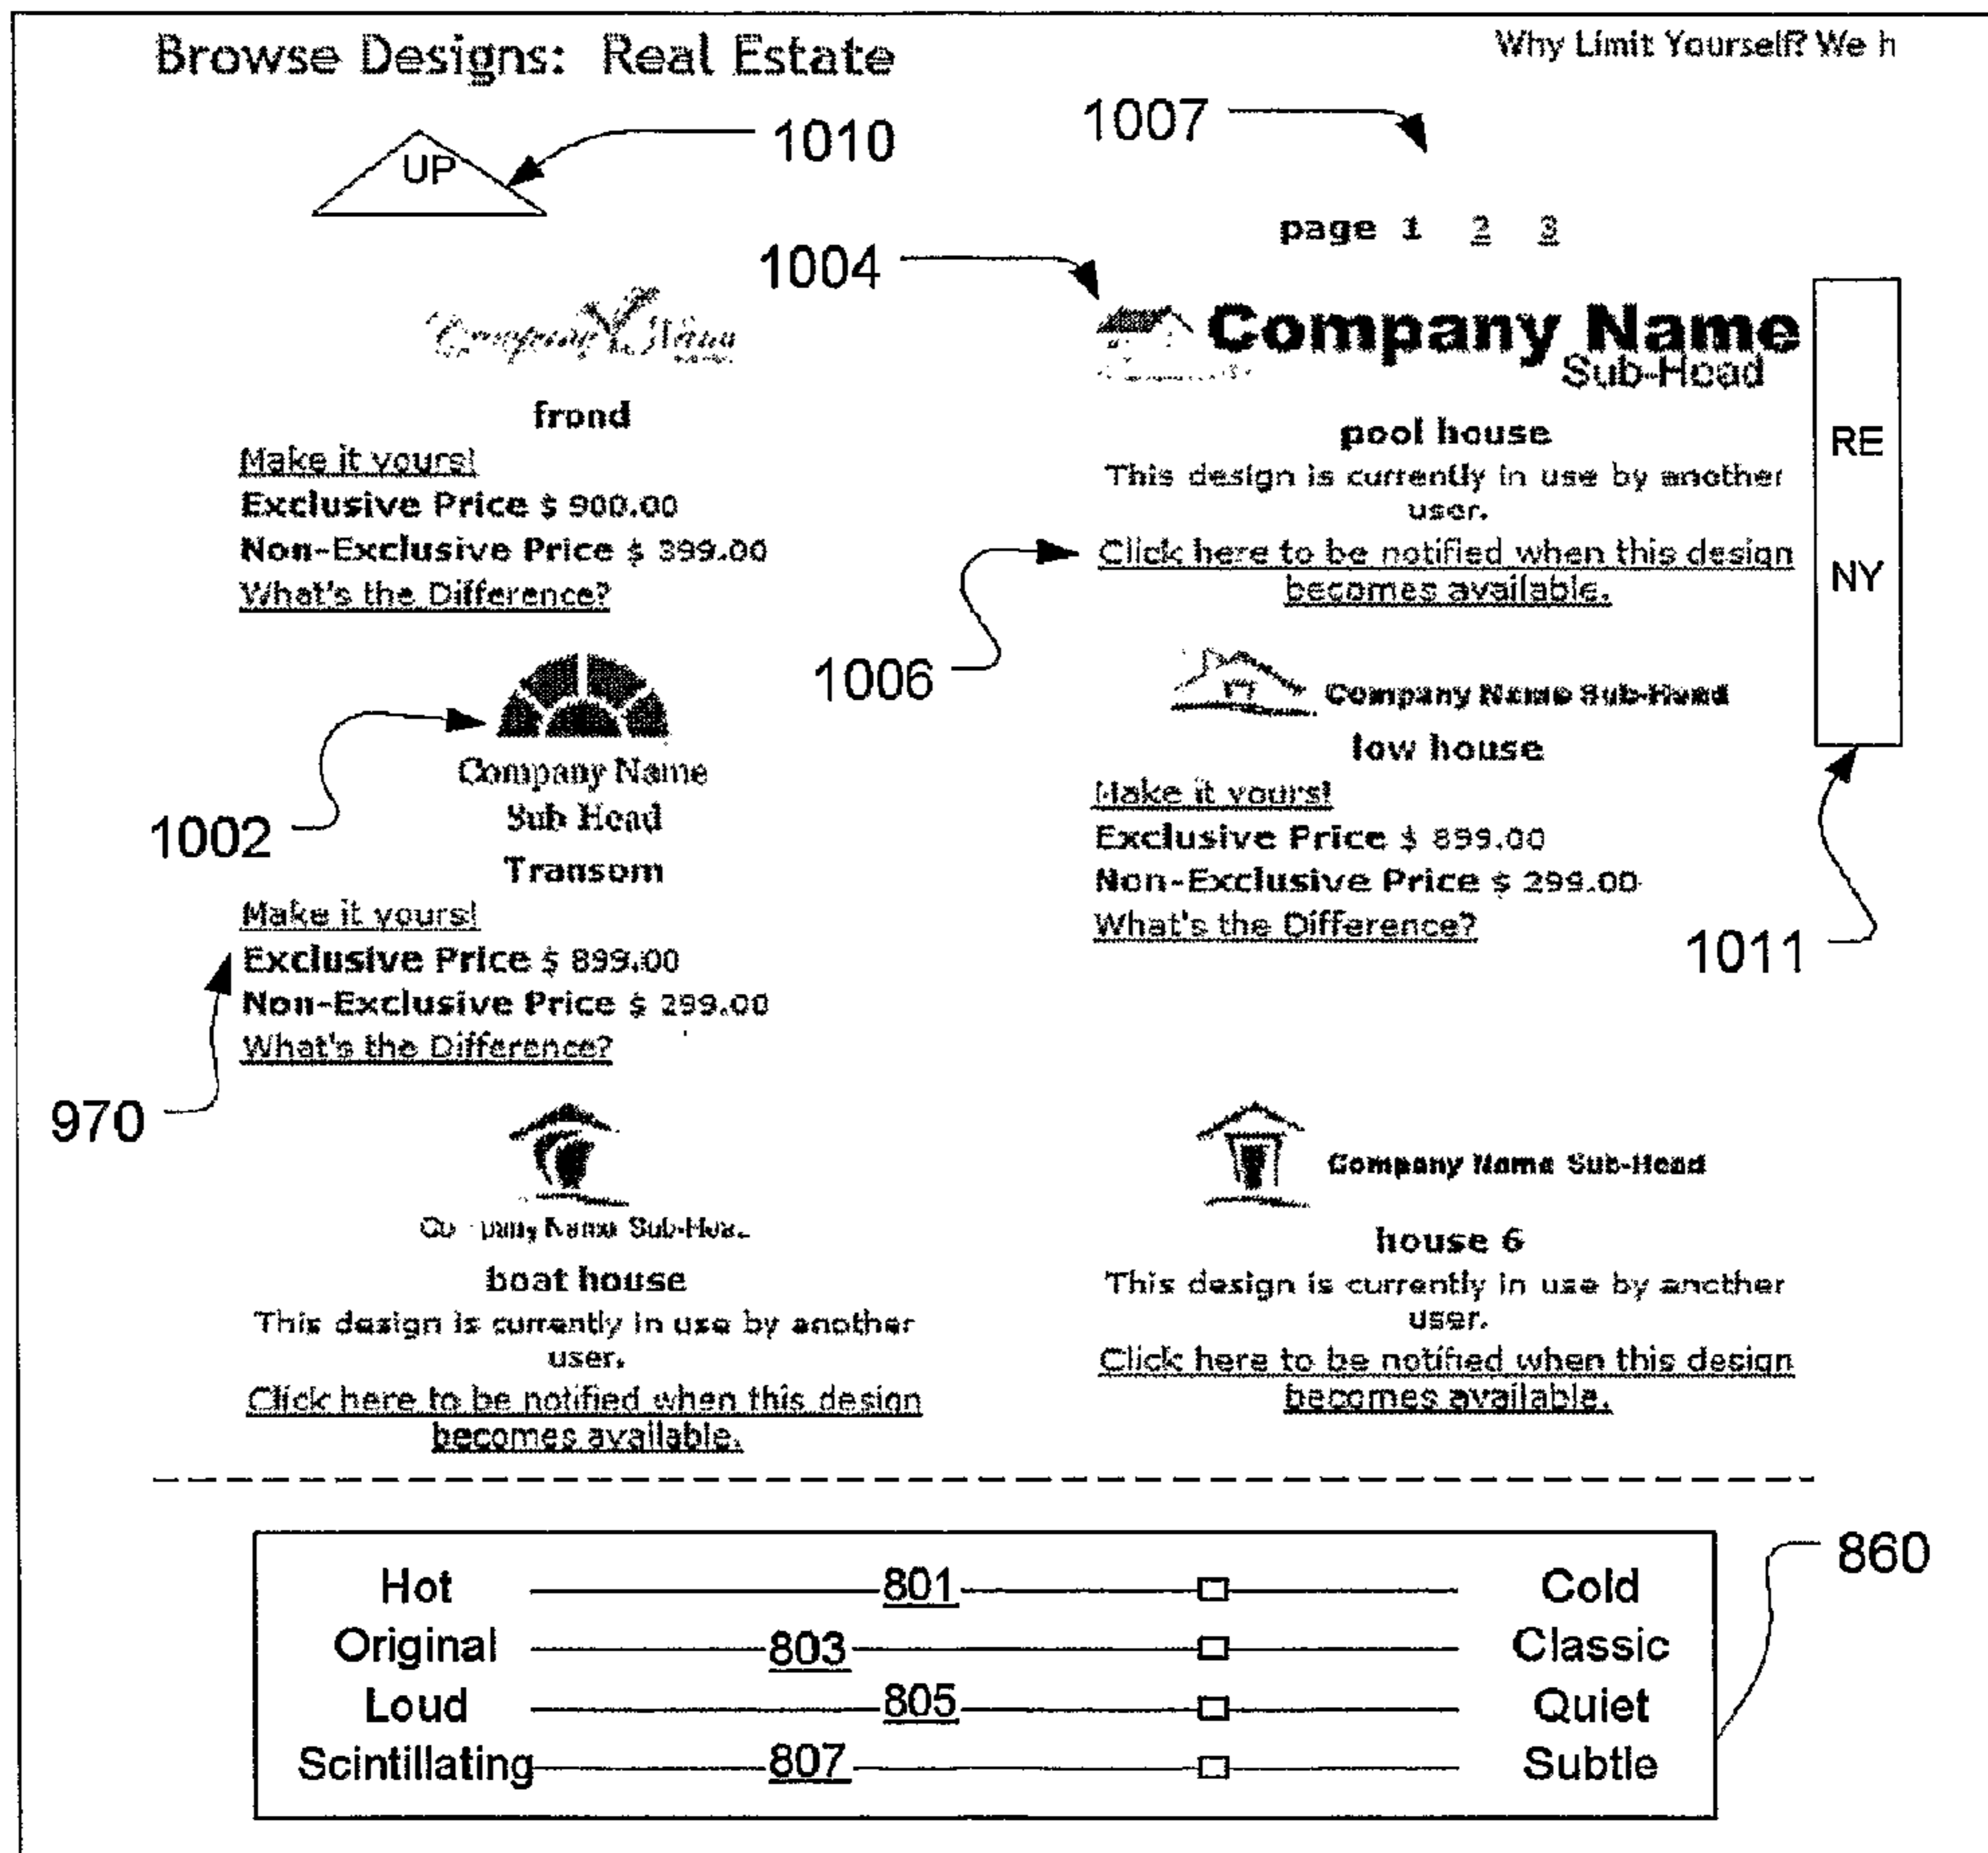 Browse Designs: Real Estate
Why Limit Yourself? We h
1007
1010
UP
page 1 2 3
1004
Company Name
Sub-Head
frond
Make it yours!
Exclusive Price $ 900.00
Non-Exclusive Price $ 399.00
What's the Difference?
pool house
This design is currently in use by another
user.
1006
Click here to be notified when this design
becomes available.
RE
NY
1011
1002
Company Name
Sub Head
Transom
Make it yours!
970
Exclusive Price $ 899.00
Non-Exclusive Price $ 299.00
What's the Difference?
Company Name Sub-Head
low house
Make it yours!
Exclusive Price $ 899.00
Non-Exclusive Price $ 299.00
What's the Difference?
Name Sub-Head
boat house
This design is currently in use by another
user.
Click here to be notified when this design
becomes available.
Company Name Sub-Head
house 6
This design is currently in use by another
user.
Click here to be notified when this design
becomes available.
860
Hot 801 Cold
Original 803 Classic
Loud 805 Quiet
Scintillating 807 Subtle